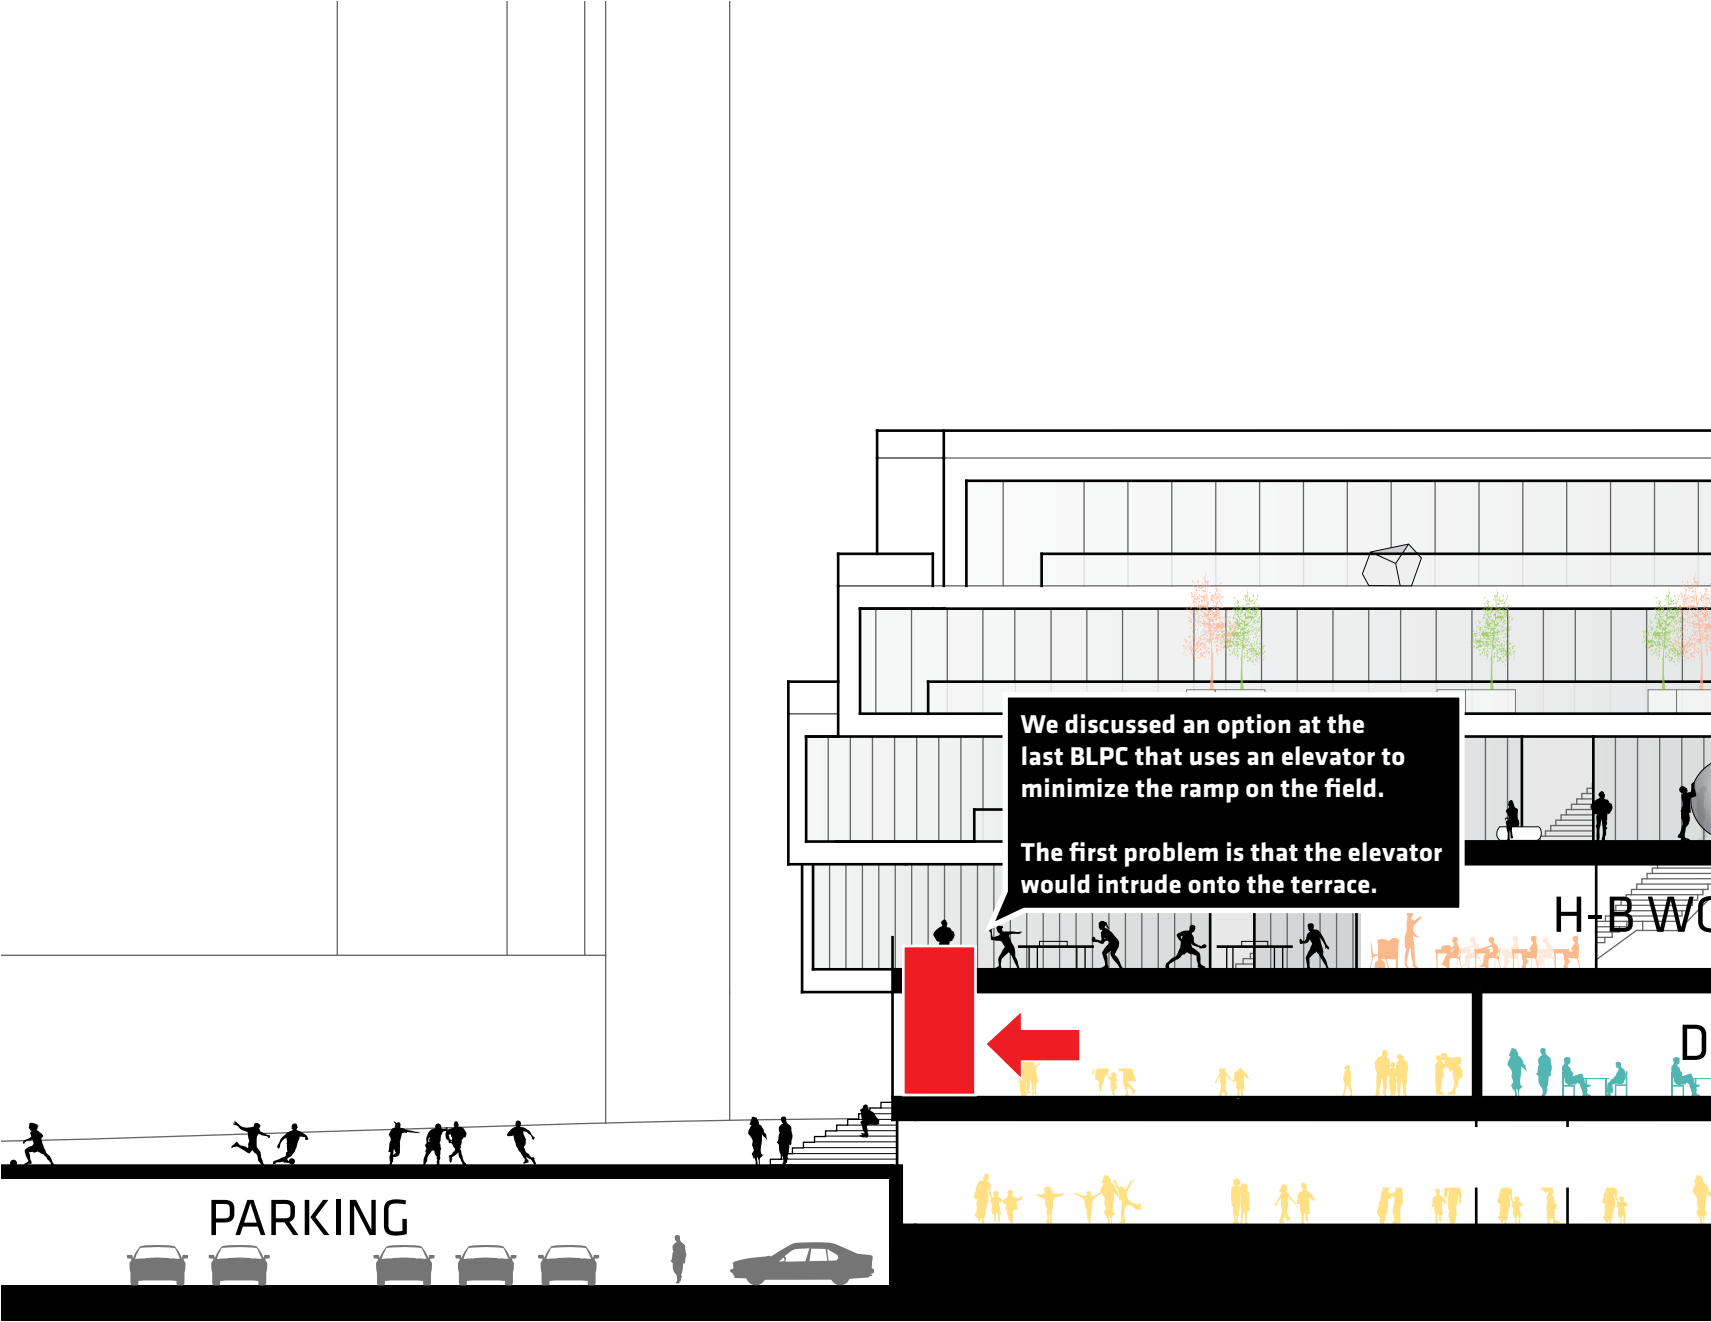 We discussed an option at the
last BLPC that uses an elevator to
minimize the ramp on the field.
The first problem is that the elevator
would intrude onto the terrace.
H-B WO
D
PARKING